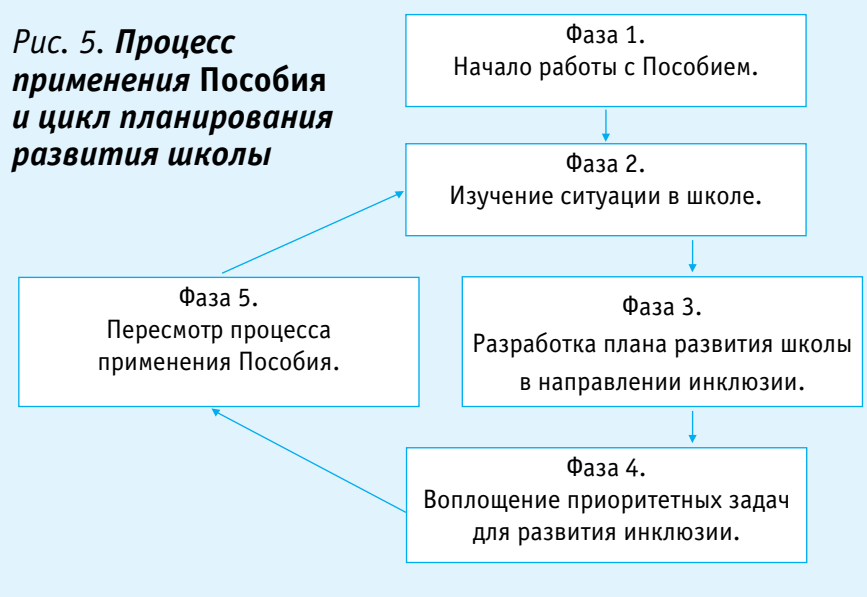 Рис. 5. Процесс
применения Пособия
и цикл планирования
развития школы
Фаза 1.
Начало работы с Пособием.
Фаза 2.
Изучение ситуации в школе.
Фаза 3.
Разработка плана развития школы
в направлении инклюзии.
Фаза 4.
Воплощение приоритетных задач
для развития инклюзии.
Фаза 5.
Пересмотр процесса
применения Пособия.